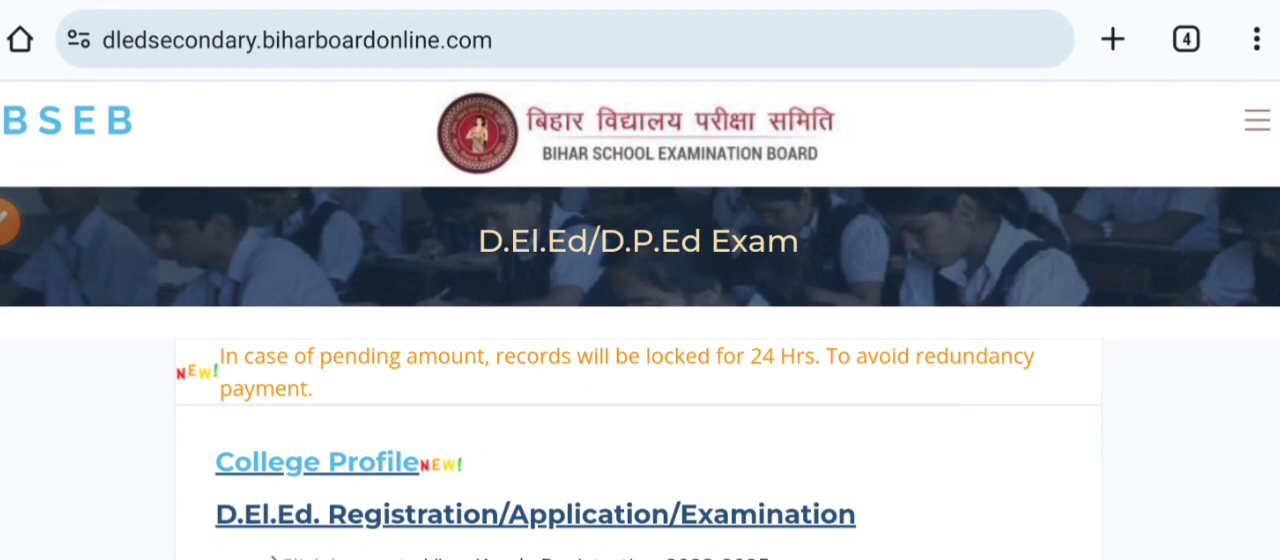 dledsecondary.biharboardonline.com
4
BSEB
बिहार विद्यालय परीक्षा समिति
BIHAR SCHOOL EXAMINATION BOARD
D.El.Ed/D.P.Ed Exam
NEW! In case of pending amount, records will be locked for 24 Hrs. To avoid redundancy
payment.
College Profile NEW!
D.El.Ed. Registration/Application/Examination